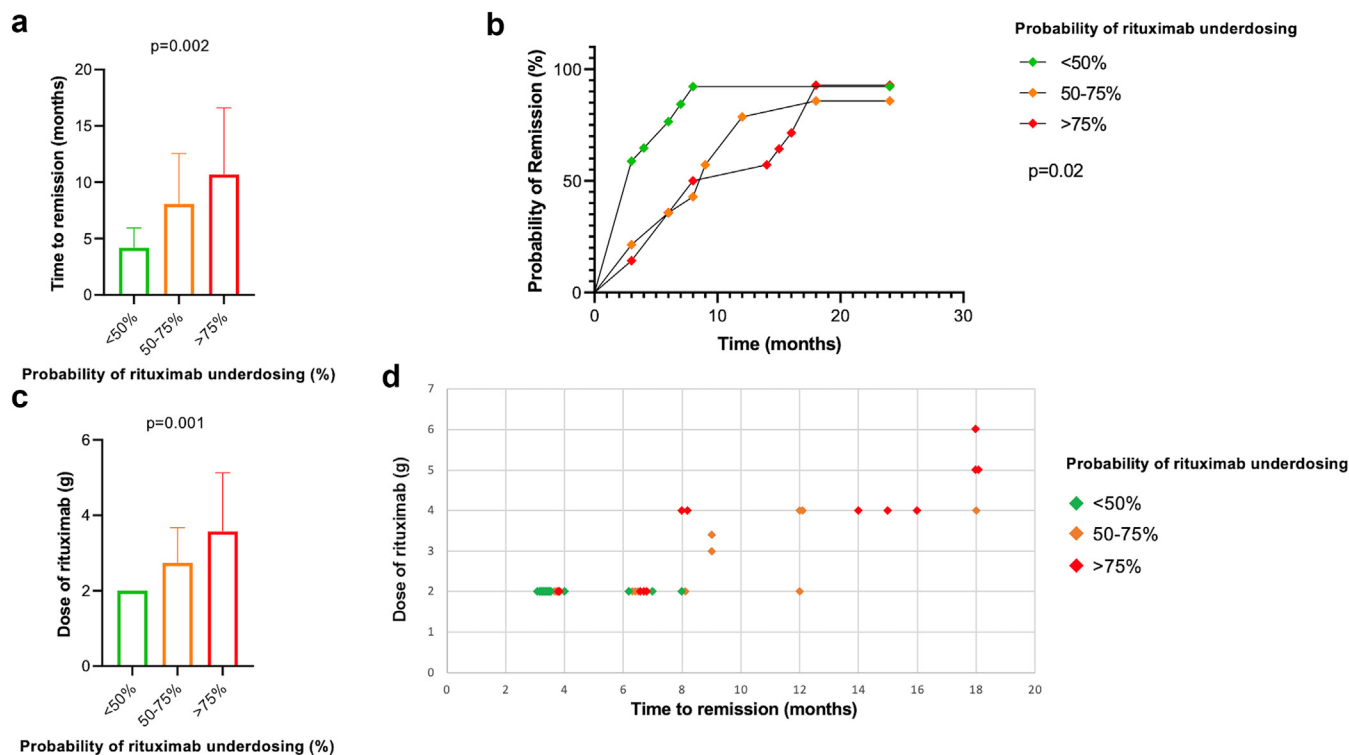 a
p=0.002
Time to remission (months)
20
15
10
5
0
<50%
50-75%
>75%
Probability of rituximab underdosing (%)
b
Probability of Remission (%)
100
50
0
0
10
20
30
Time (months)
Probability of rituximab underdosing
<50%
50-75%
>75%
p=0.02
c
p=0.001
Dose of rituximab (g)
6
4
2
0
<50%
50-75%
>75%
Probability of rituximab underdosing (%)
d
Dose of rituximab (g)
7
6
5
4
3
2
1
0
0
2
4
6
8
10
12
14
16
18
20
Time to remission (months)
Probability of rituximab underdosing
<50%
50-75%
>75%